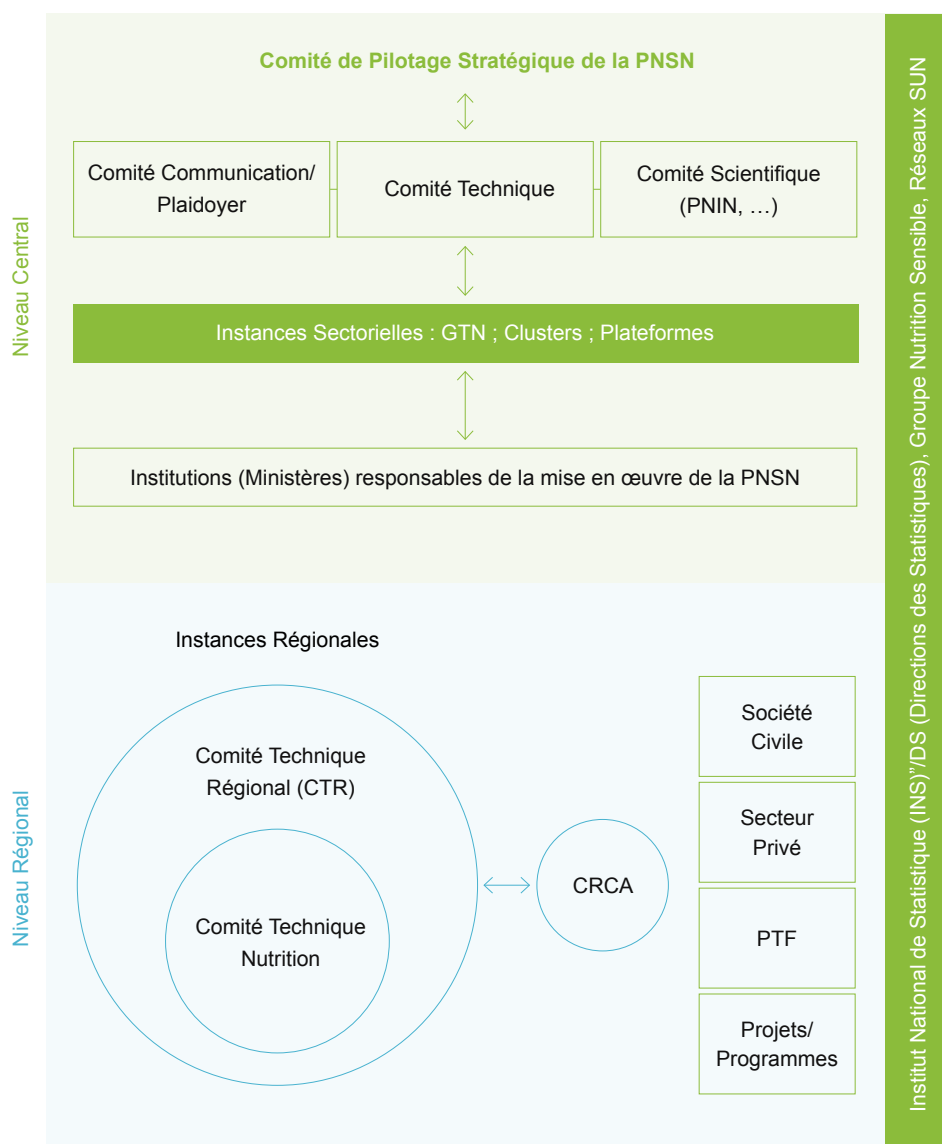 Comité de Pilotage Stratégique de la PNSN
Comité Communication/
Plaidoyer
Comité Technique
Comité Scientifique
(PNIN, …)
Instances Sectorielles : GTN ; Clusters ; Plateformes
Institutions (Ministères) responsables de la mise en œuvre de la PNSN
Niveau Central
Instances Régionales
Comité Technique
Régional (CTR)
Comité Technique
Nutrition
CRCA
Société
Civile
Secteur
Privé
PTF
Projets/
Programmes
Niveau Régional
Institut National de Statistique (INS)”/DS (Directions des Statistiques), Groupe Nutrition Sensible, Réseaux SUN